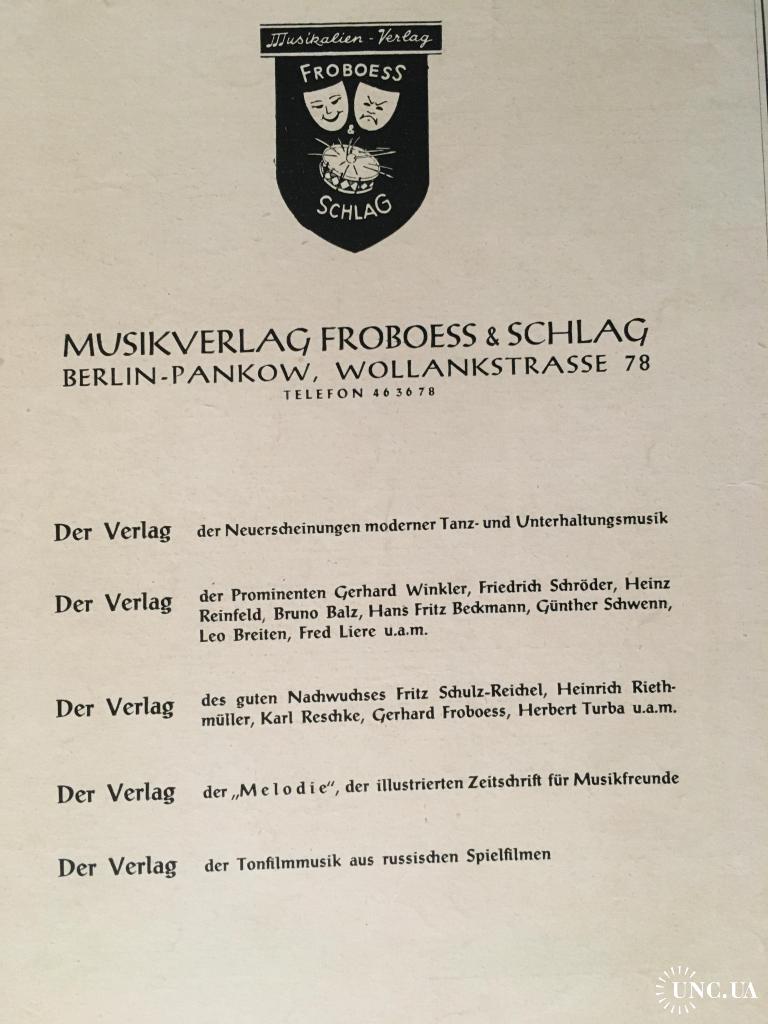 Musikalien - Verlag
FROBOESS
&
SCHLAG
MUSIKVERLAG FROBOESS & SCHLAG
BERLIN-PANKOW, WOLLANKSTRASSE 78
TELEFON 46 36 78
Der Verlag der Neuerscheinungen moderner Tanz- und Unterhaltungsmusik
Der Verlag der Prominenten Gerhard Winkler, Friedrich Schröder, Heinz
Reinfeld, Bruno Balz, Hans Fritz Beckmann, Günther Schwenn,
Leo Breiten, Fred Liere u.a.m.
Der Verlag des guten Nachwuchses Fritz Schulz-Reichel, Heinrich Rieth-
müller, Karl Reschke, Gerhard Froboess, Herbert Turba u.a.m.
Der Verlag der „Melodie“, der illustrierten Zeitschrift für Musikfreunde
Der Verlag der Tonfilmmusik aus russischen Spielfilmen
UNC.UA